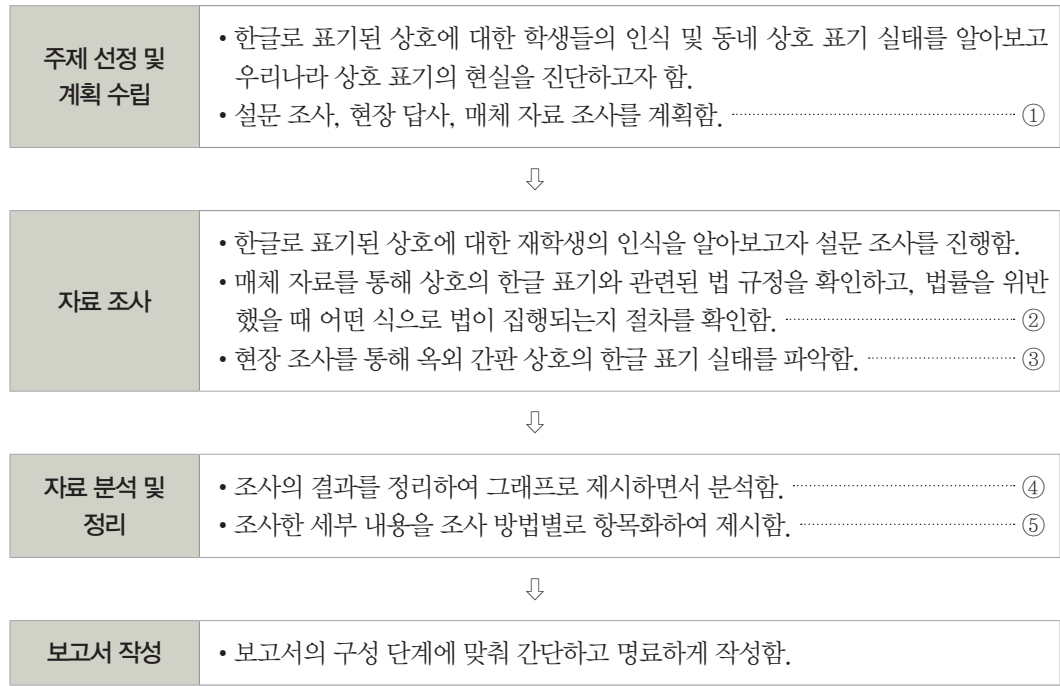 주제 선정 및
계획 수립
• 한글로 표기된 상호에 대한 학생들의 인식 및 동네 상호 표기 실태를 알아보고
우리나라 상호 표기의 현실을 진단하고자 함.
• 설문 조사, 현장 답사, 매체 자료 조사를 계획함. ①
⇩
자료 조사
• 한글로 표기된 상호에 대한 재학생의 인식을 알아보고자 설문 조사를 진행함.
• 매체 자료를 통해 상호의 한글 표기와 관련된 법 규정을 확인하고, 법률을 위반
했을 때 어떤 식으로 법이 집행되는지 절차를 확인함. ②
• 현장 조사를 통해 옥외 간판 상호의 한글 표기 실태를 파악함. ③
⇩
자료 분석 및
정리
• 조사의 결과를 정리하여 그래프로 제시하면서 분석함. ④
• 조사한 세부 내용을 조사 방법별로 항목화하여 제시함. ⑤
⇩
보고서 작성
• 보고서의 구성 단계에 맞춰 간단하고 명료하게 작성함.